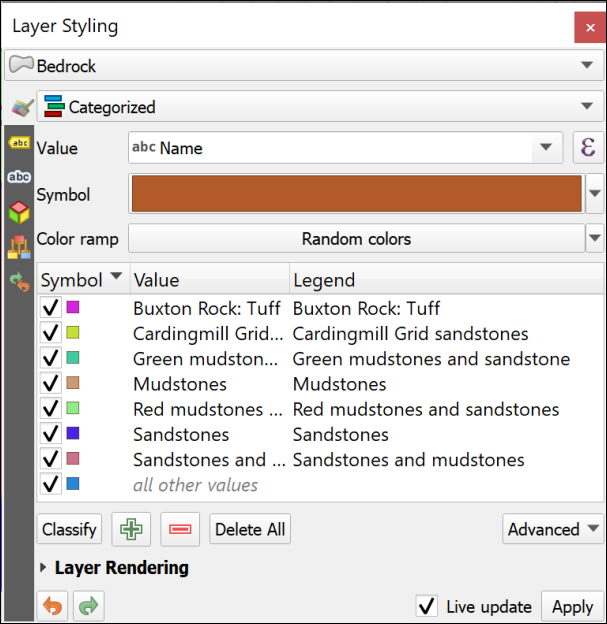 Layer Styling
Bedrock
Categorized
Value abc Name ε
Symbol
Color ramp Random colors
Symbol Value Legend
Buxton Rock: Tuff Buxton Rock: Tuff
Cardingmill Grid... Cardingmill Grid sandstones
Green mudston... Green mudstones and sandstone
Mudstones Mudstones
Red mudstones ... Red mudstones and sandstones
Sandstones Sandstones
Sandstones and ... Sandstones and mudstones
all other values
Classify Delete All Advanced
Layer Rendering
Live update Apply
abc
abc